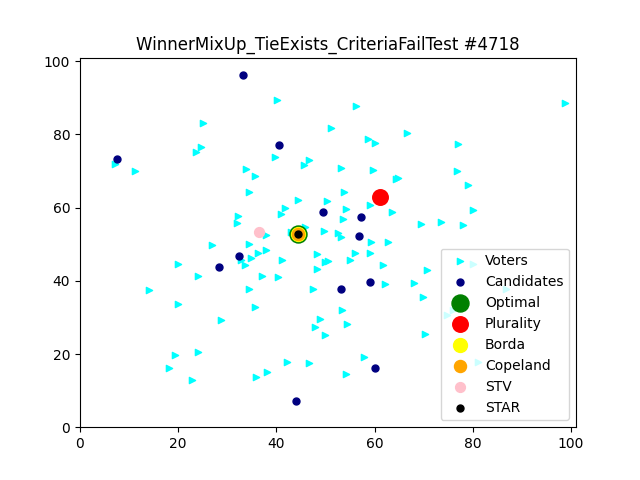 WinnerMixUp_TieExists_CriteriaFailTest #4718
100
80
60
40
20
0
0 20 40 60 80 100
Voters
Candidates
Optimal
Plurality
Borda
Copeland
STV
STAR